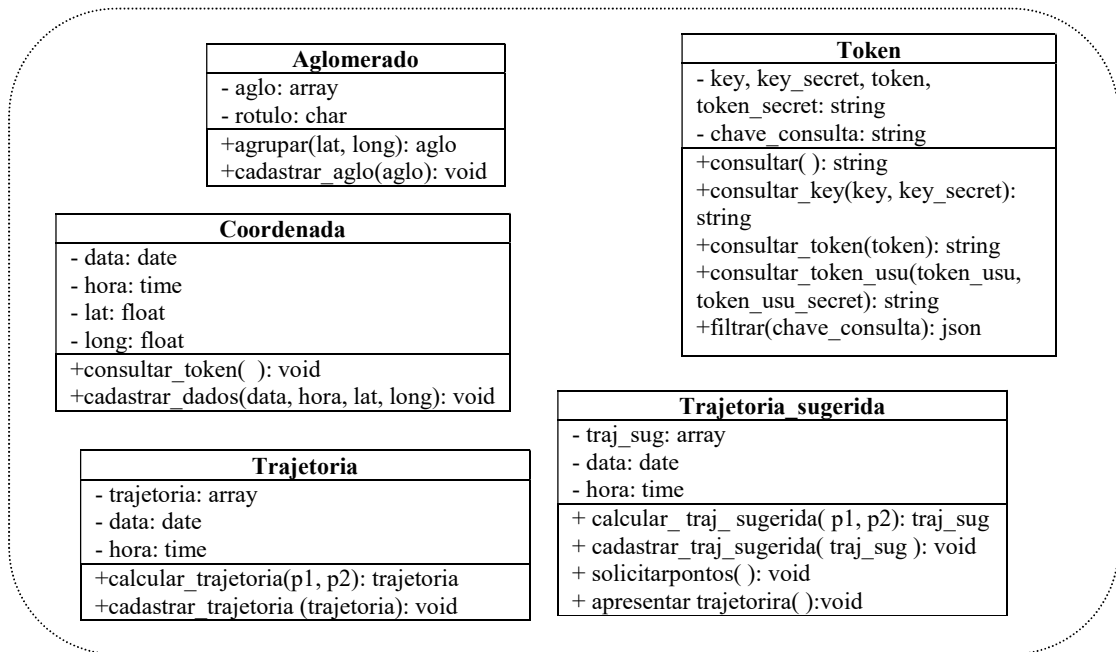 Aglomerado
- aglo: array
- rotulo: char
+agrupar(lat, long): aglo
+cadastrar_aglo(aglo): void
Token
- key, key_secret, token,
token_secret: string
- chave_consulta: string
+consultar( ): string
+consultar_key(key, key_secret):
string
+consultar_token(token): string
+consultar_token_usu(token_usu,
token_usu_secret): string
+filtrar(chave_consulta): json
Coordenada
- data: date
- hora: time
- lat: float
- long: float
+consultar_token( ): void
+cadastrar_dados(data, hora, lat, long): void
Trajetoria_sugerida
- traj_sug: array
- data: date
- hora: time
+ calcular_ traj_ sugerida( p1, p2): traj_sug
+ cadastrar_traj_sugerida( traj_sug ): void
+ solicitarpontos( ): void
+ apresentar trajetorira( ):void
Trajetoria
- trajetoria: array
- data: date
- hora: time
+calcular_trajetoria(p1, p2): trajetoria
+cadastrar_trajetoria (trajetoria): void